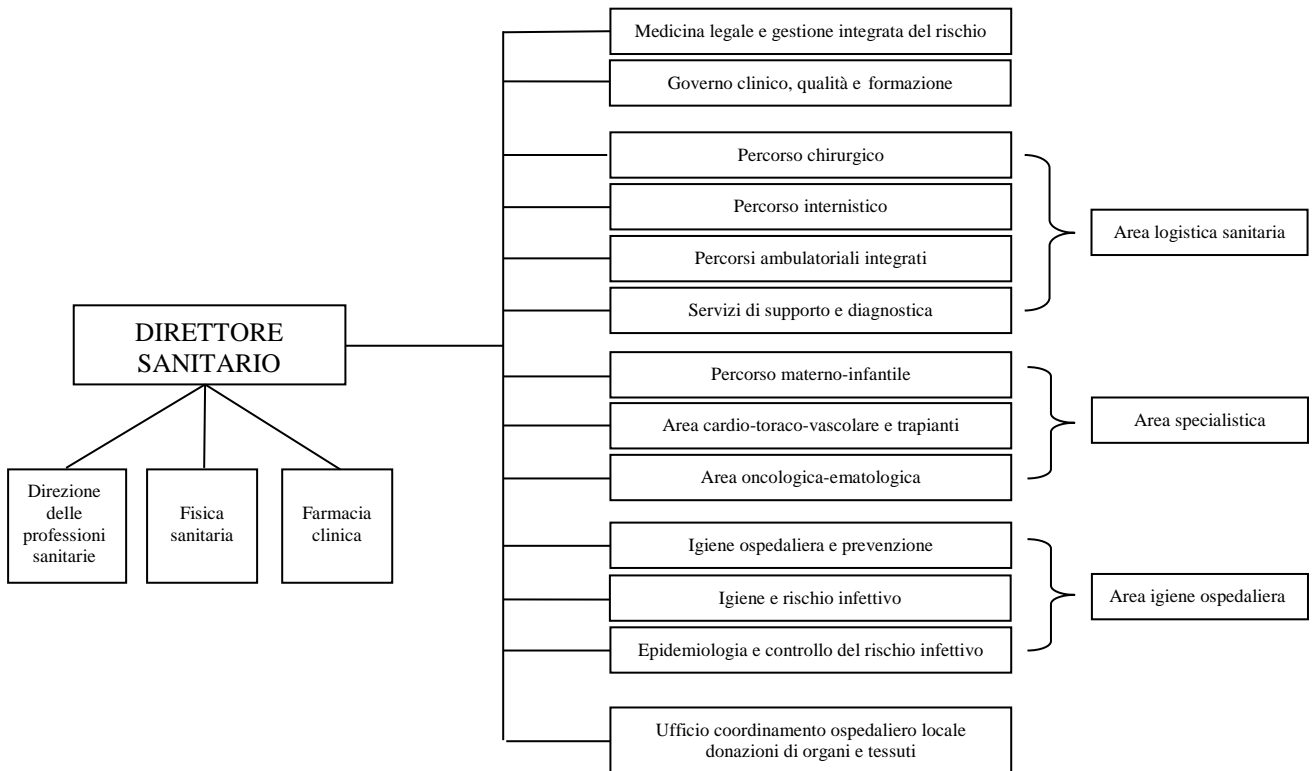 Medicina legale e gestione integrata del rischio
Governo clinico, qualità e formazione
Percorso chirurgico
Percorso internistico
Percorsi ambulatoriali integrati
Servizi di supporto e diagnostica
Area logistica sanitaria
DIRETTORE
SANITARIO
Percorso materno-infantile
Area cardio-toraco-vascolare e trapianti
Area oncologica-ematologica
Area specialistica
Direzione
delle
professioni
sanitarie
Fisica
sanitaria
Farmacia
clinica
Igiene ospedaliera e prevenzione
Igiene e rischio infettivo
Epidemiologia e controllo del rischio infettivo
Area igiene ospedaliera
Ufficio coordinamento ospedaliero locale
donazioni di organi e tessuti